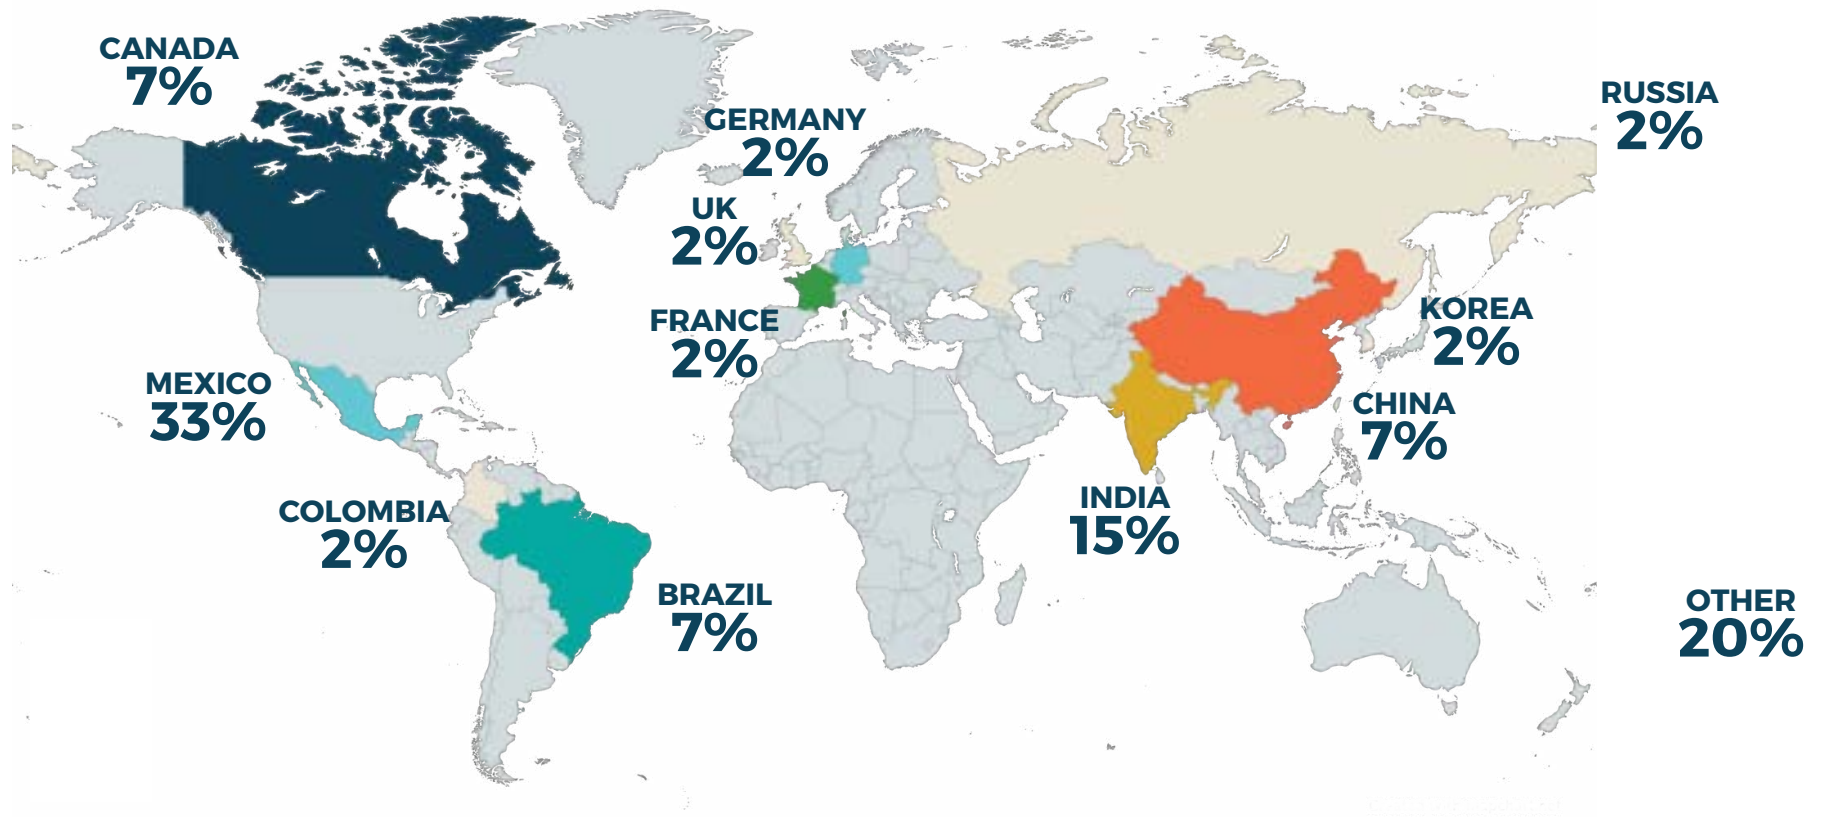 CANADA
7%
GERMANY
2%
RUSSIA
2%
UK
2%
FRANCE
2%
KOREA
2%
MEXICO
33%
CHINA
7%
COLOMBIA
2%
INDIA
15%
BRAZIL
7%
OTHER
20%